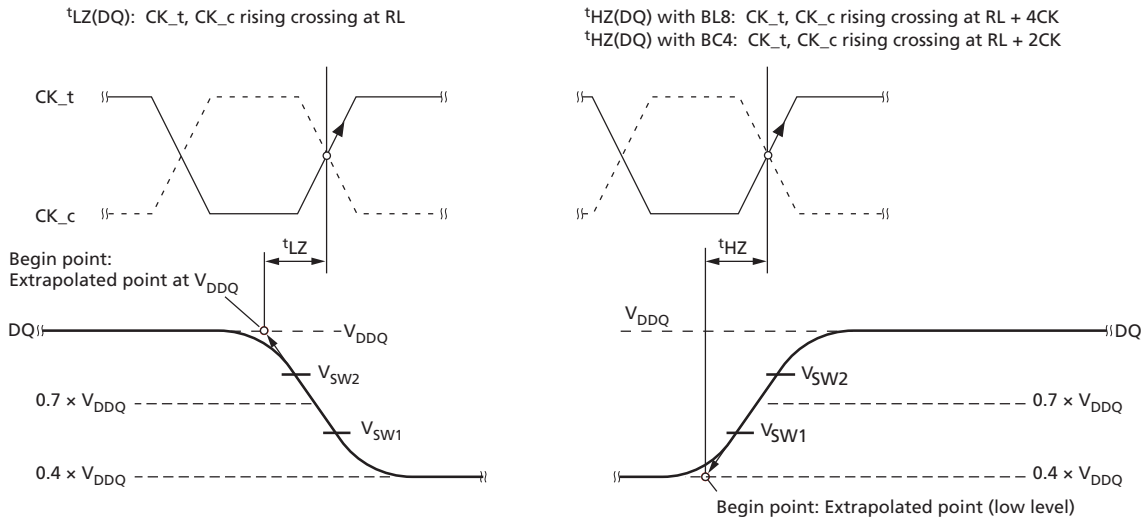 tLZ(DQ): CK_t, CK_c rising crossing at RL
tHZ(DQ) with BL8: CK_t, CK_c rising crossing at RL + 4CK
tHZ(DQ) with BC4: CK_t, CK_c rising crossing at RL + 2CK
CK_t
CK_c
tLZ
tHZ
Begin point:
Extrapolated point at VDDQ
DQ
VDDQ
VSW2
0.7 × VDDQ
VSW1
0.4 × VDDQ
VDDQ
DQ
VSW2
0.7 × VDDQ
VSW1
0.4 × VDDQ
Begin point: Extrapolated point (low level)